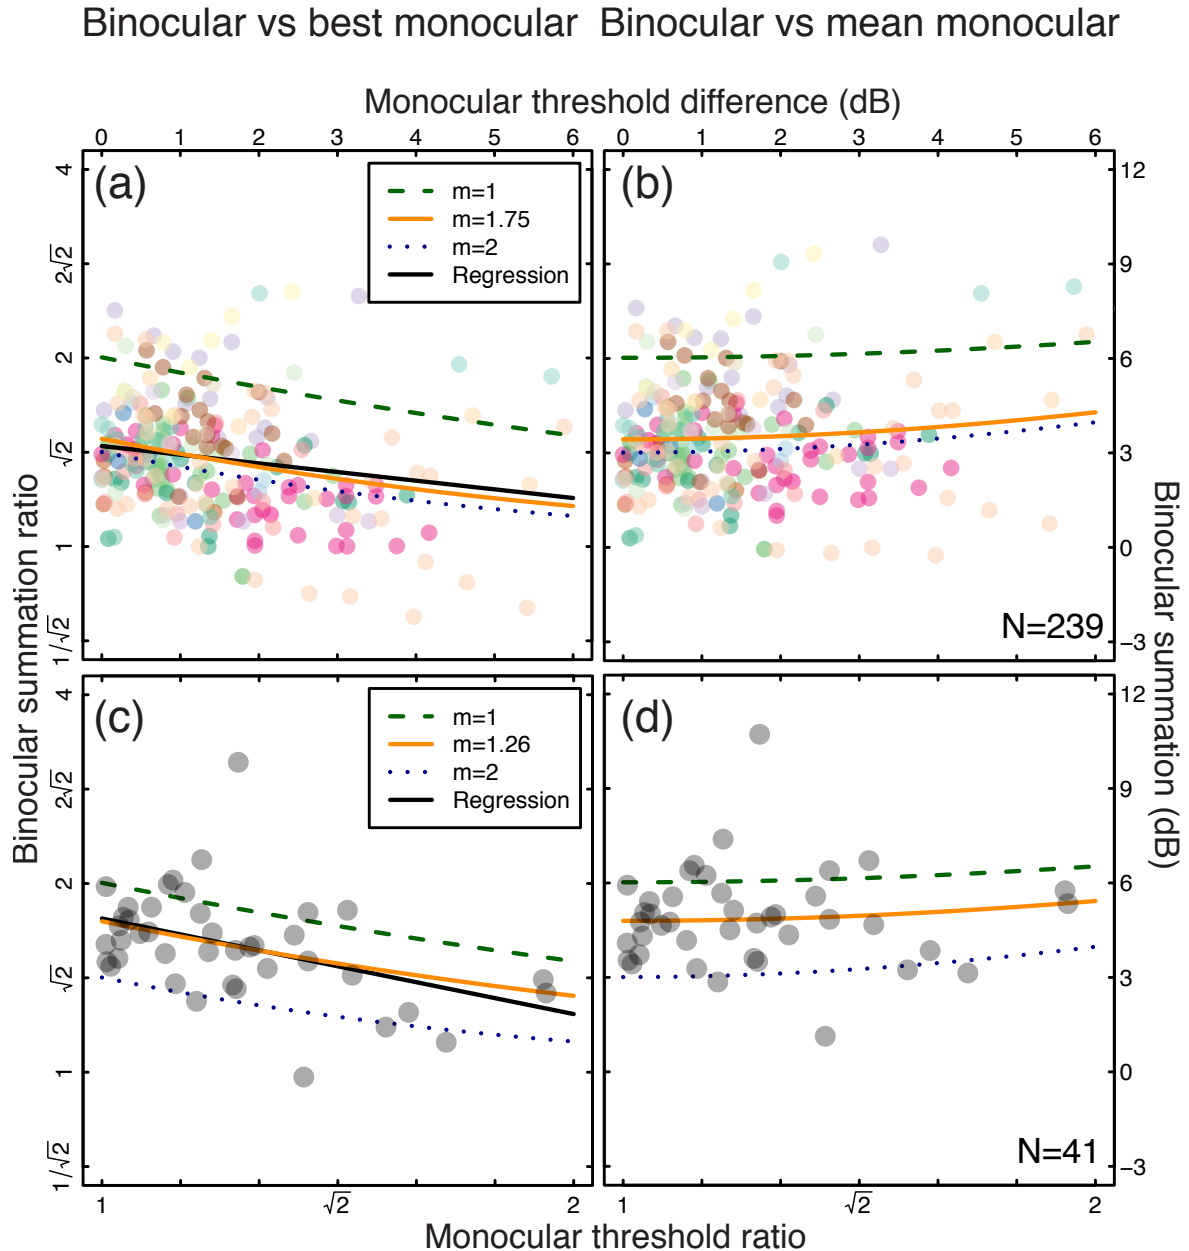 Binocular vs best monocular Binocular vs mean monocular
Monocular threshold difference (dB)
0 1 2 3 4 5 6 0 1 2 3 4 5 6
(a)
m=1
m=1.75
m=2
Regression
4
2√2
2
√2
1
1/√2
(b)
12
9
6
3
0
−3
N=239
Binocular summation ratio
Binocular summation (dB)
(c)
m=1
m=1.26
m=2
Regression
4
2√2
2
√2
1
1/√2
(d)
12
9
6
3
0
−3
N=41
1 √2 2 1 √2 2
Monocular threshold ratio